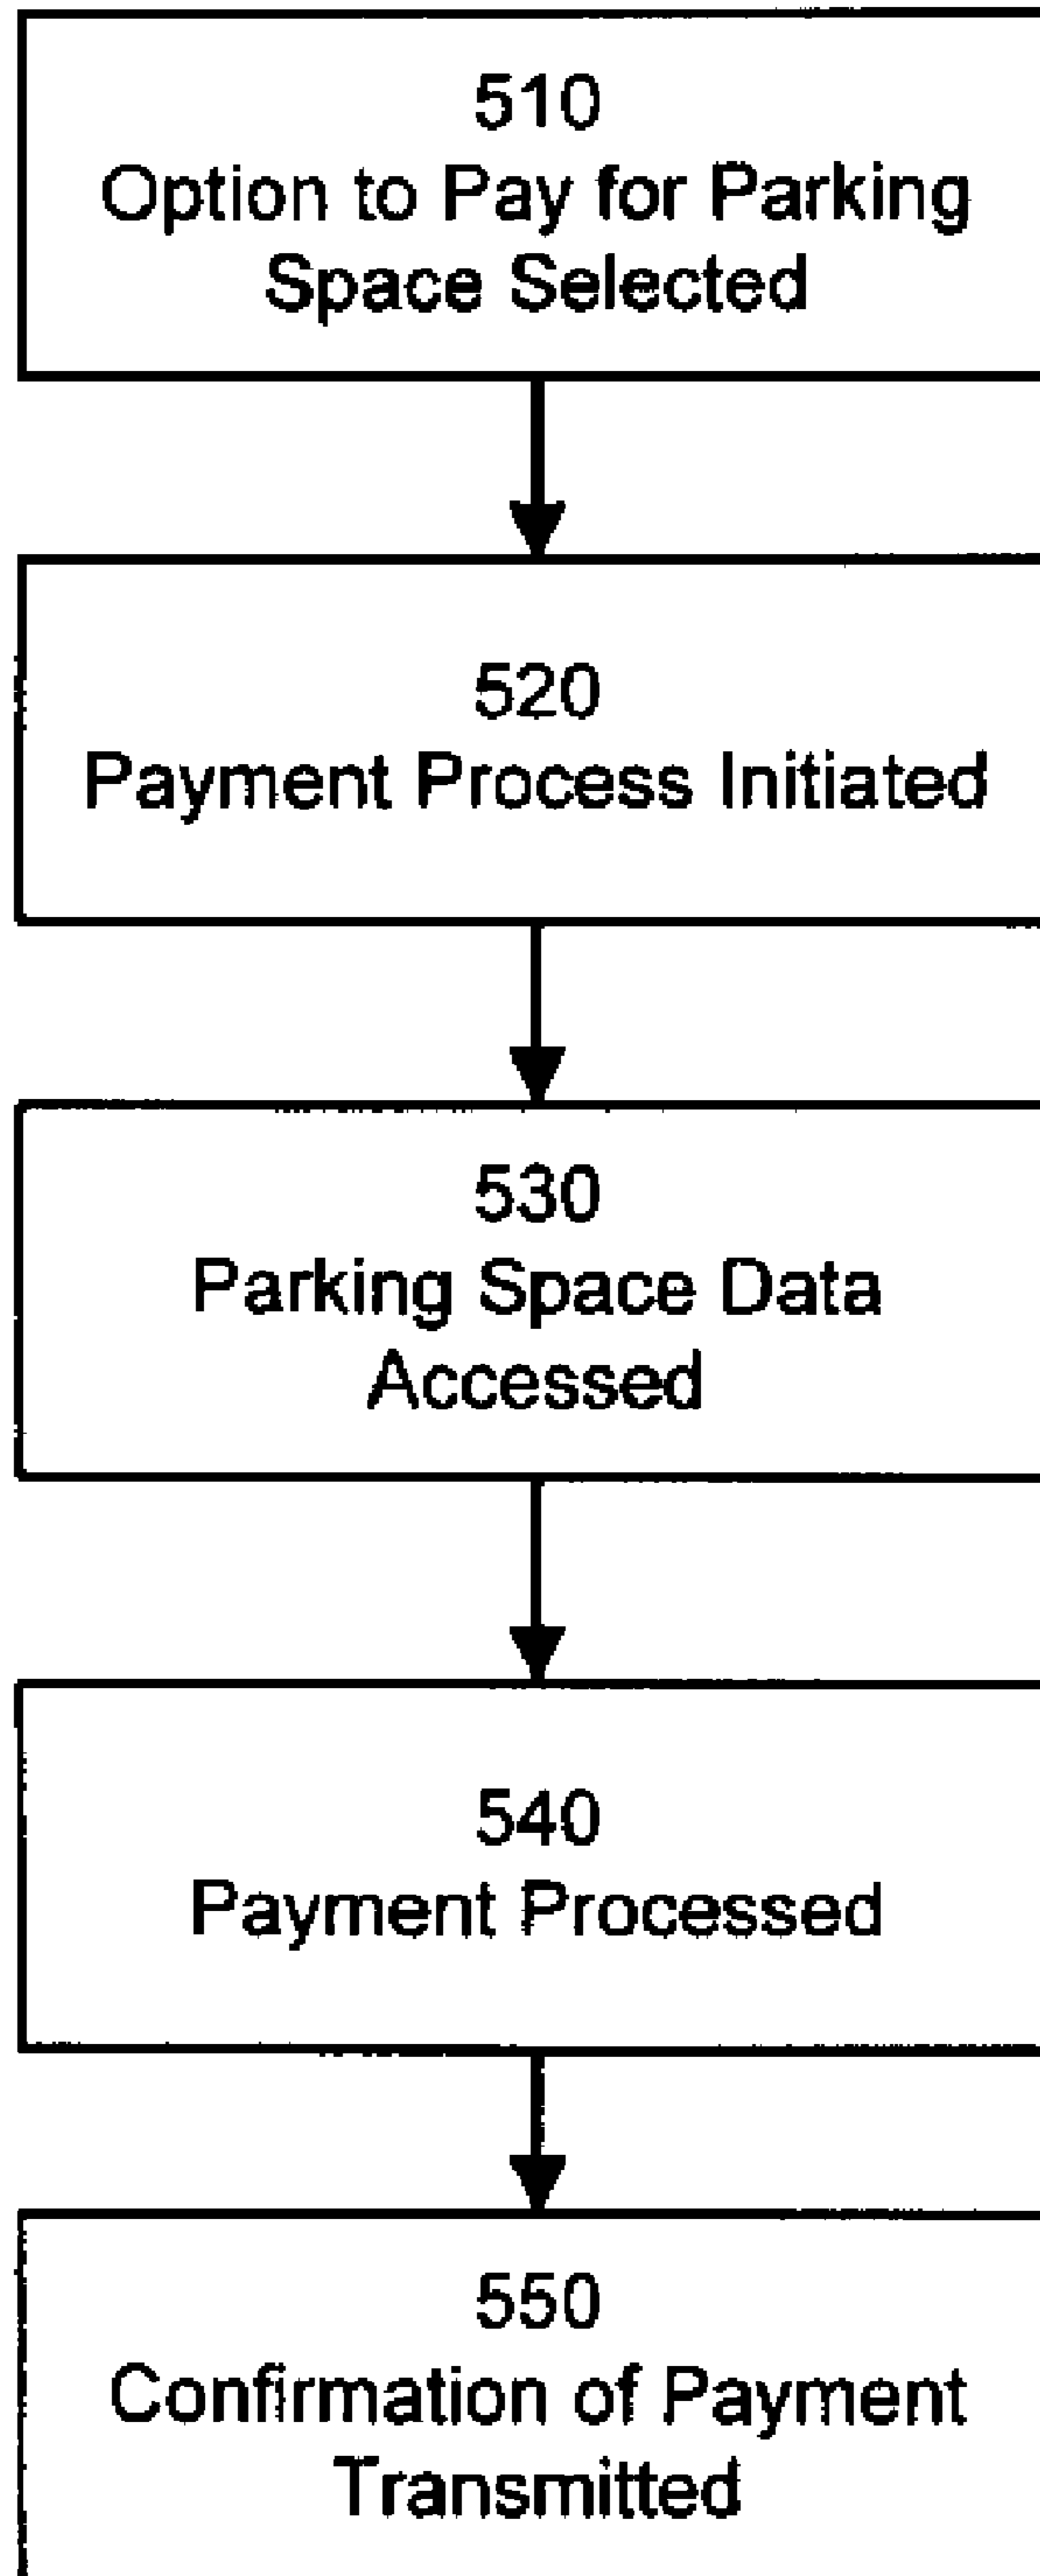 510
Option to Pay for Parking
Space Selected
520
Payment Process Initiated
530
Parking Space Data
Accessed
540
Payment Processed
550
Confirmation of Payment
Transmitted